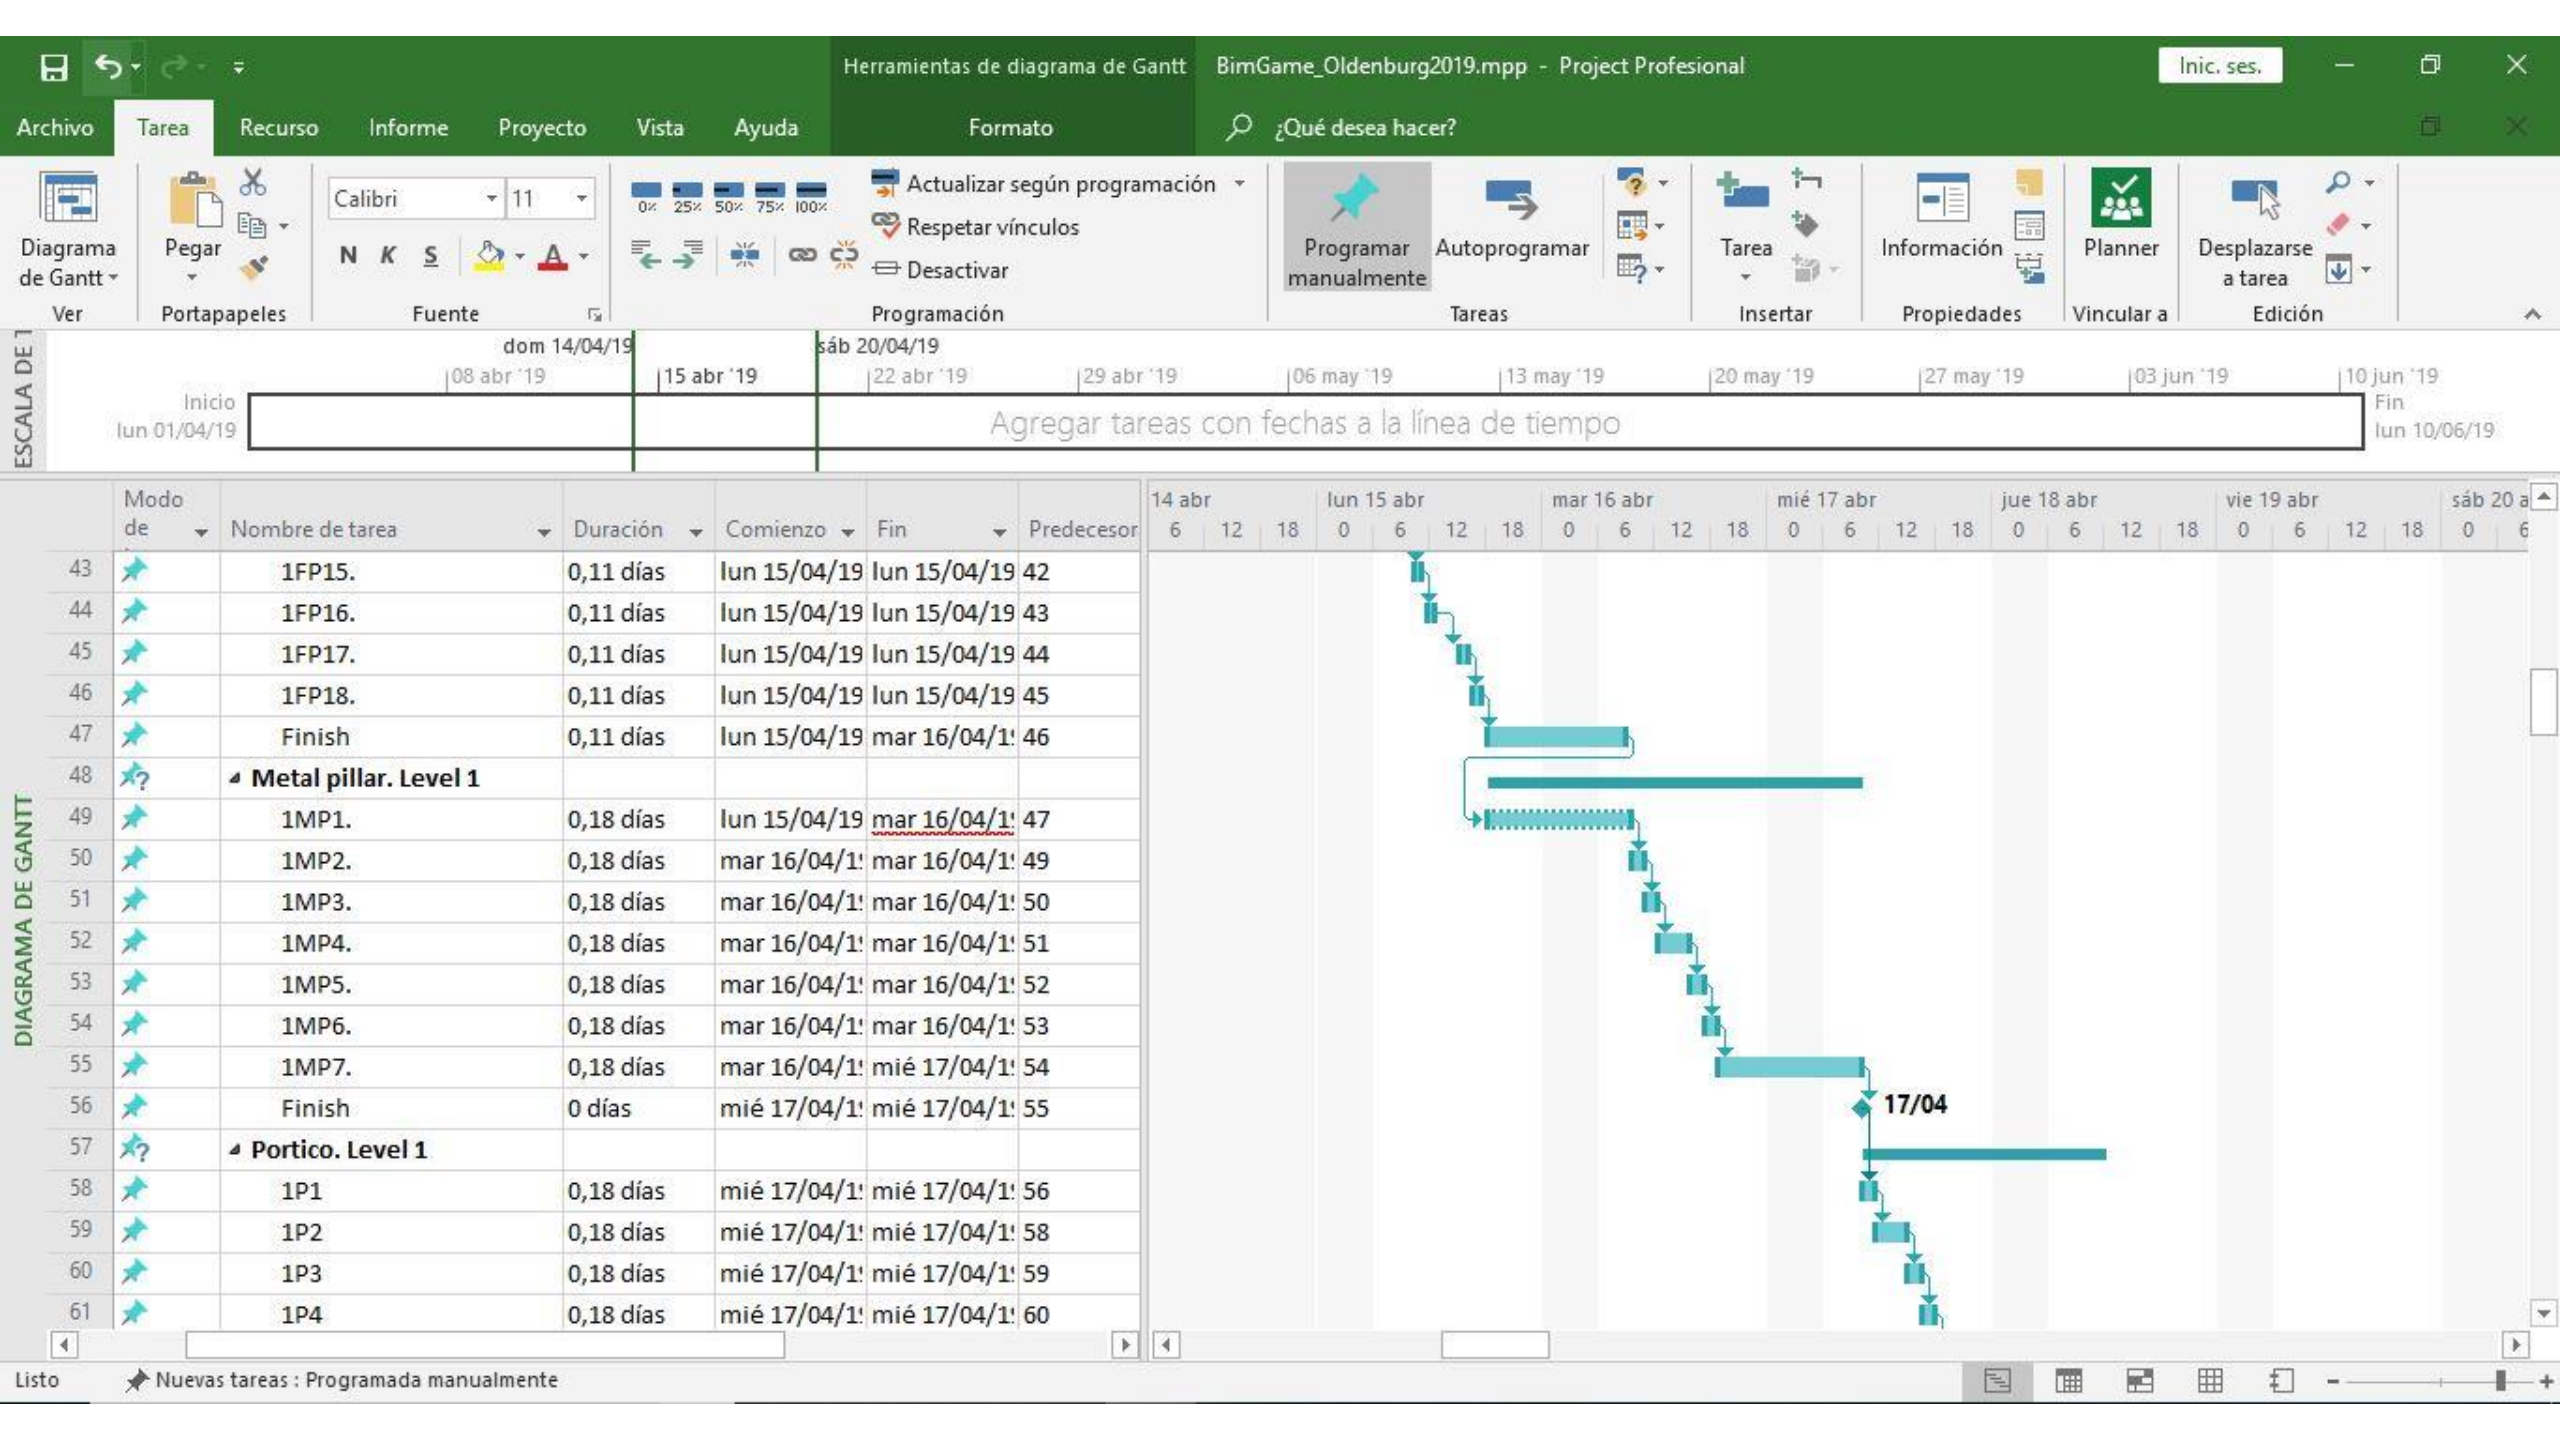 Herramientas de diagrama de Gantt BimGame_Oldenburg2019.mpp - Project Profesional Inic. ses.
Archivo Tarea Recurso Informe Proyecto Vista Ayuda Formato ¿Qué desea hacer?
Diagrama de Gantt
Ver
Pegar
Portapapeles
Calibri 11
N K S A
Fuente
0% 25% 50% 75% 100%
Actualizar según programación
Respetar vínculos
Desactivar
Programación
Programar manualmente
Autoprogramar
Tareas
Tarea
Insertar
Información
Propiedades
Planner
Vincular a
Desplazarse a tarea
Edición
ESCALA DE T
dom 14/04/19 sáb 20/04/19
08 abr '19 15 abr '19 22 abr '19 29 abr '19 06 may '19 13 may '19 20 may '19 27 may '19 03 jun '19 10 jun '19
Inicio
lun 01/04/19
Agregar tareas con fechas a la línea de tiempo
Fin
lun 10/06/19
DIAGRAMA DE GANTT
Modo de Nombre de tarea Duración Comienzo Fin Predecesor
14 abr lun 15 abr mar 16 abr mié 17 abr jue 18 abr vie 19 abr sáb 20 a
6 12 18 0 6 12 18 0 6 12 18 0 6 12 18 0 6 12 18 0 6 12 18 0 6
43 1FP15. 0,11 días lun 15/04/19 lun 15/04/19 42
44 1FP16. 0,11 días lun 15/04/19 lun 15/04/19 43
45 1FP17. 0,11 días lun 15/04/19 lun 15/04/19 44
46 1FP18. 0,11 días lun 15/04/19 lun 15/04/19 45
47 Finish 0,11 días lun 15/04/19 mar 16/04/1 46
48 Metal pillar. Level 1
49 1MP1. 0,18 días lun 15/04/19 mar 16/04/1 47
50 1MP2. 0,18 días mar 16/04/1 mar 16/04/1 49
51 1MP3. 0,18 días mar 16/04/1 mar 16/04/1 50
52 1MP4. 0,18 días mar 16/04/1 mar 16/04/1 51
53 1MP5. 0,18 días mar 16/04/1 mar 16/04/1 52
54 1MP6. 0,18 días mar 16/04/1 mar 16/04/1 53
55 1MP7. 0,18 días mar 16/04/1 mié 17/04/1 54
56 Finish 0 días mié 17/04/1 mié 17/04/1 55
17/04
57 Portico. Level 1
58 1P1 0,18 días mié 17/04/1 mié 17/04/1 56
59 1P2 0,18 días mié 17/04/1 mié 17/04/1 58
60 1P3 0,18 días mié 17/04/1 mié 17/04/1 59
61 1P4 0,18 días mié 17/04/1 mié 17/04/1 60
Listo Nuevas tareas : Programada manualmente